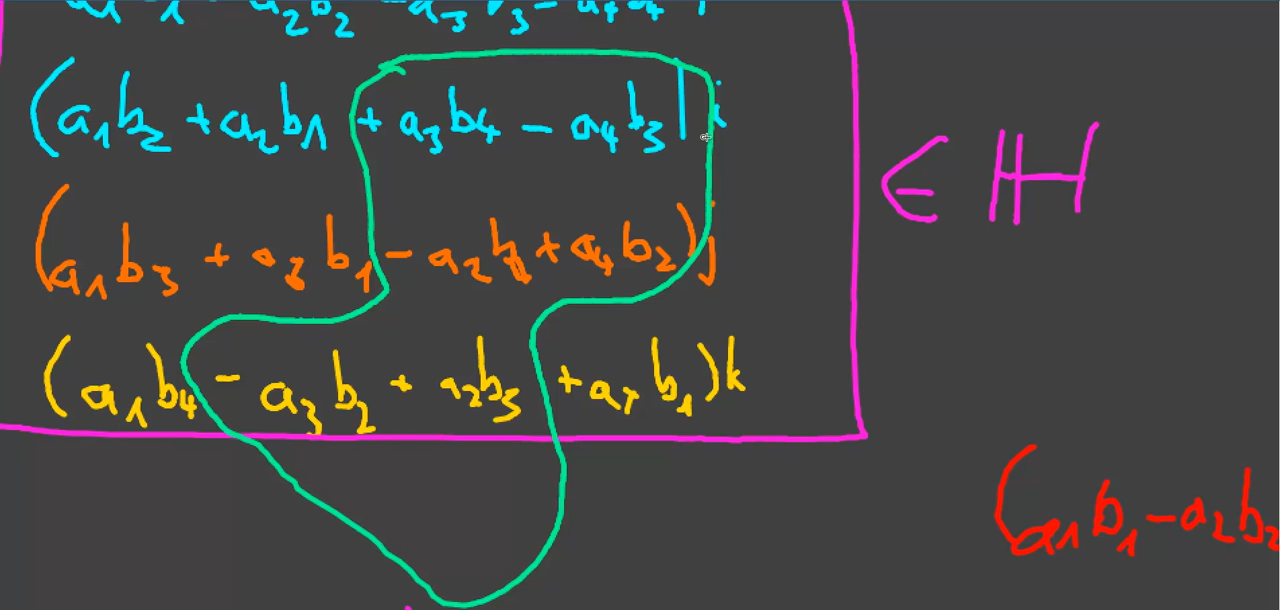 (a₁b₂ + a₂b₁ + a₃b₄ − a₄b₃) i
∈ ℍ
(a₁b₃ + a₃b₁ − a₂b₄ + a₄b₂) j
(a₁b₄ − a₃b₂ + a₂b₃ + a₄b₁) k
(a₁b₁ − a₂b₂